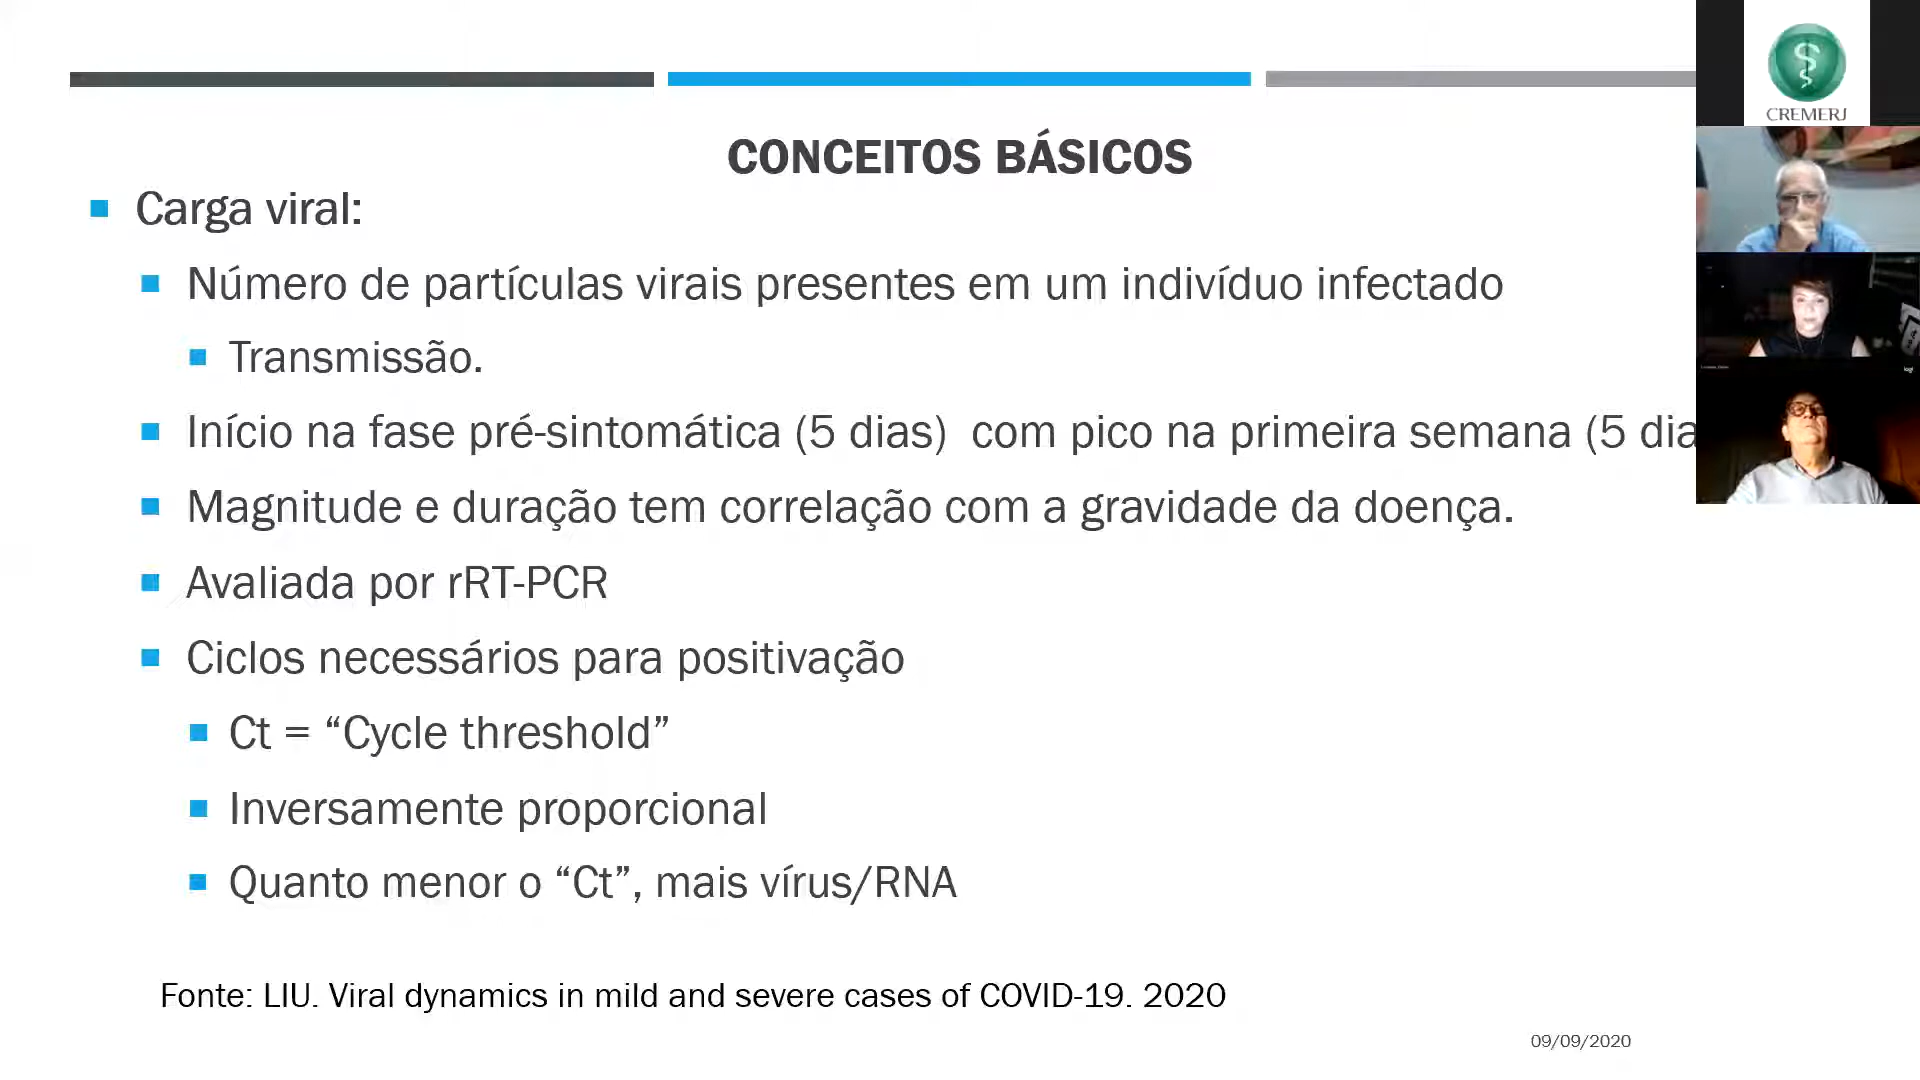 CREMERJ
CONCEITOS BÁSICOS
Carga viral:
Número de partículas virais presentes em um indivíduo infectado
Transmissão.
Início na fase pré-sintomática (5 dias) com pico na primeira semana (5 dia
Magnitude e duração tem correlação com a gravidade da doença.
Avaliada por rRT-PCR
Ciclos necessários para positivação
Ct = “Cycle threshold”
Inversamente proporcional
Quanto menor o “Ct”, mais vírus/RNA
Fonte: LIU. Viral dynamics in mild and severe cases of COVID-19. 2020
09/09/2020